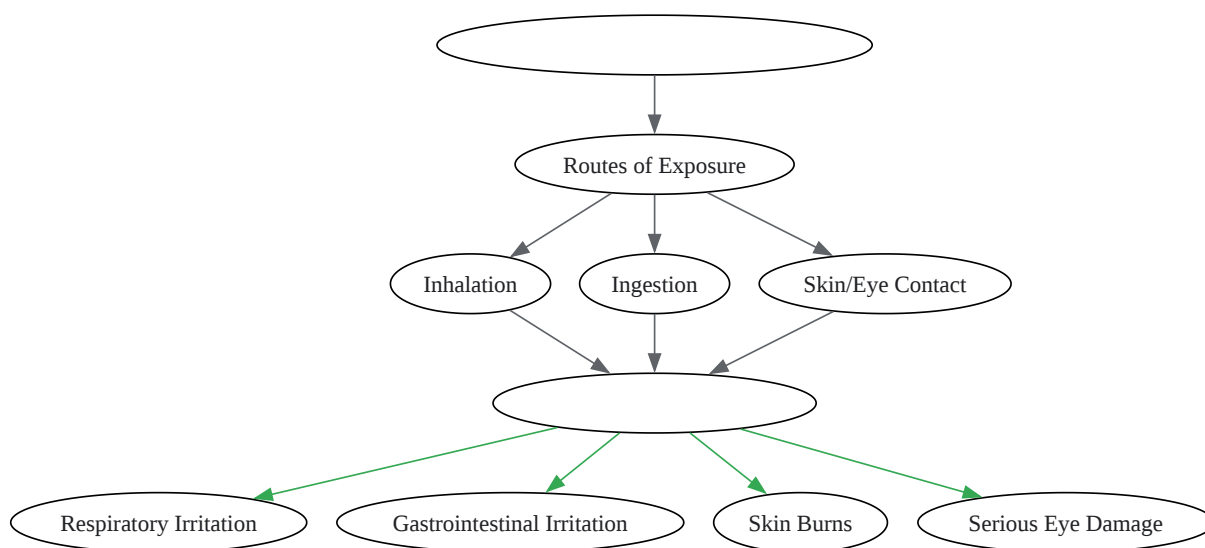 Routes of Exposure
Inhalation
Ingestion
Skin/Eye Contact
Respiratory Irritation
Gastrointestinal Irritation
Skin Burns
Serious Eye Damage